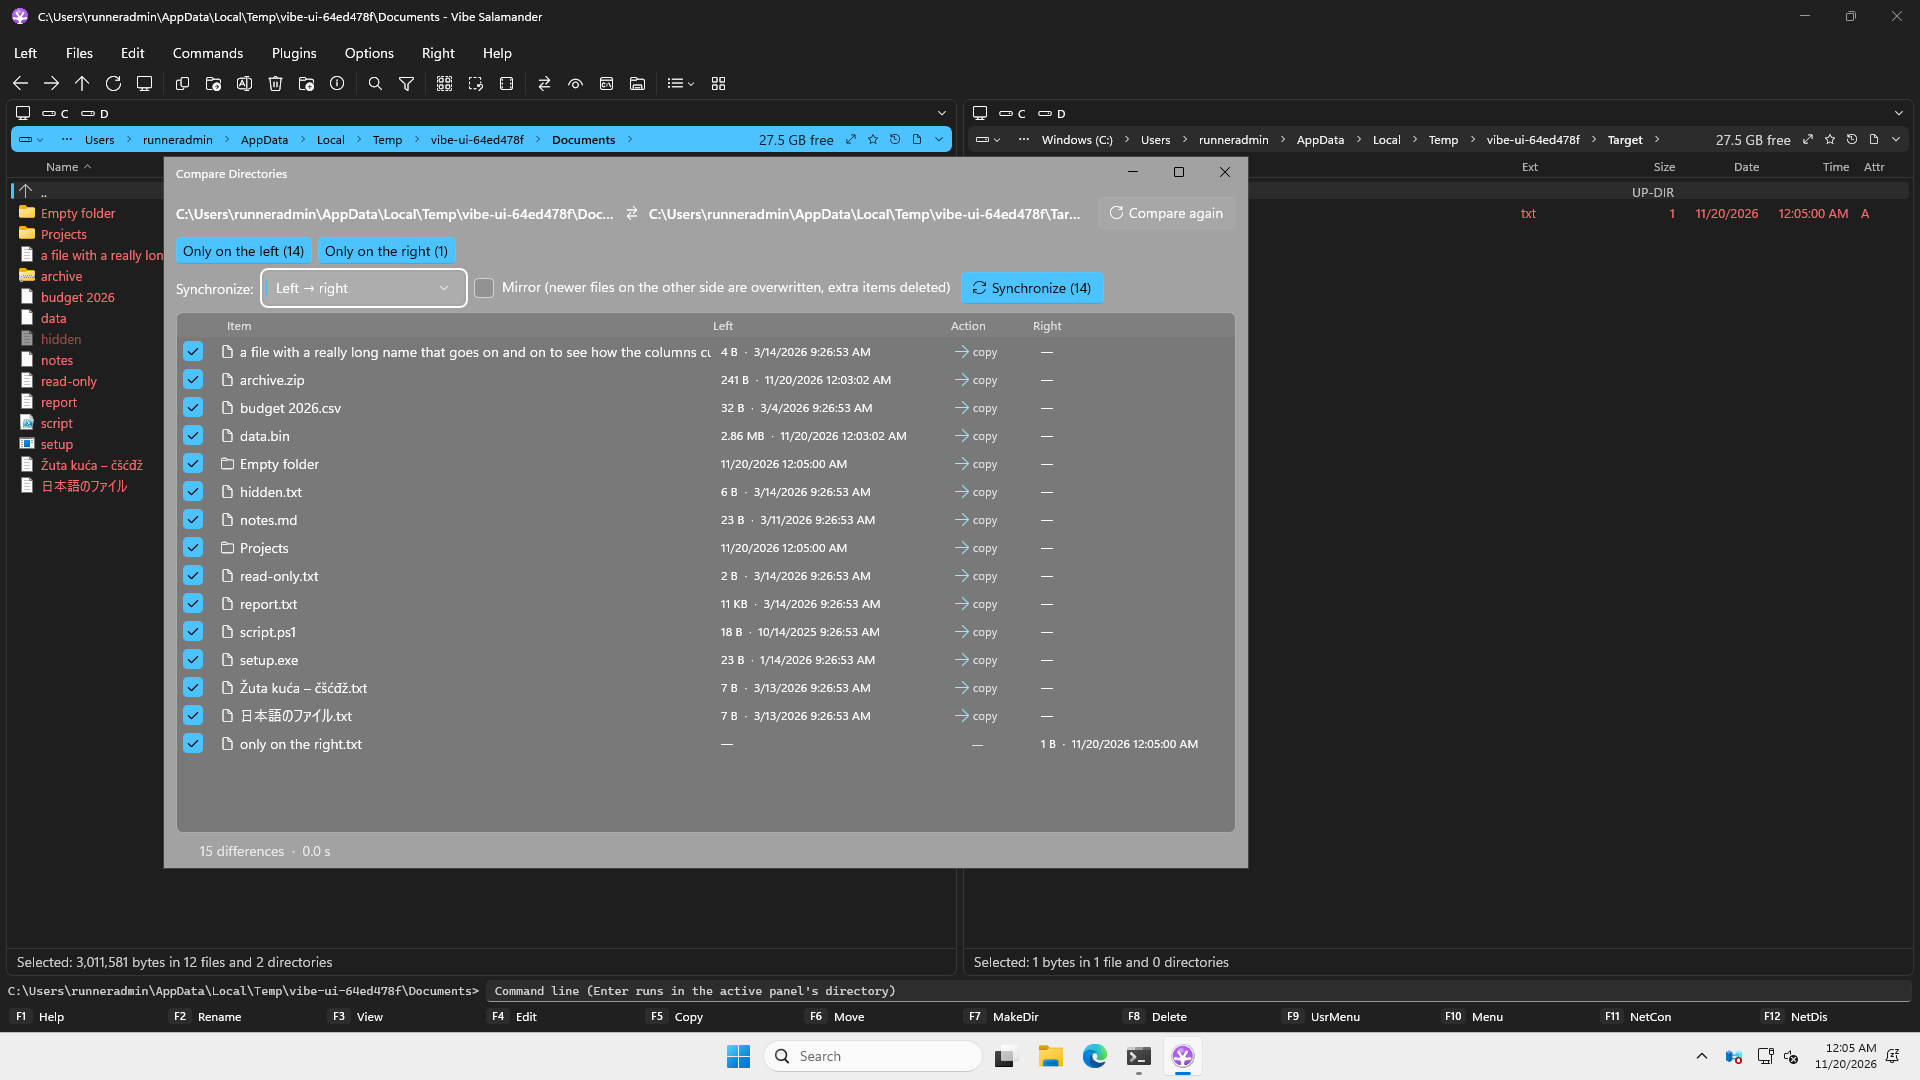 C:\Users\runneradmin\AppData\Local\Temp\vibe-ui-64ed478f\Documents - Vibe Salamander
Left Files Edit Commands Plugins Options Right Help
C D
C D
Users runneradmin AppData Local Temp vibe-ui-64ed478f Documents 27.5 GB free
Windows (C:) Users runneradmin AppData Local Temp vibe-ui-64ed478f Target 27.5 GB free
Name
Ext Size Date Time Attr
..
UP-DIR
txt 1 11/20/2026 12:05:00 AM A
Empty folder
Projects
a file with a really lon
archive
budget 2026
data
hidden
notes
read-only
report
script
setup
Žuta kuća – čšćđž
日本語のファイル
Compare Directories
C:\Users\runneradmin\AppData\Local\Temp\vibe-ui-64ed478f\Doc... ⇄ C:\Users\runneradmin\AppData\Local\Temp\vibe-ui-64ed478f\Tar... Compare again
Only on the left (14) Only on the right (1)
Synchronize: Left → right Mirror (newer files on the other side are overwritten, extra items deleted) Synchronize (14)
Item Left Action Right
a file with a really long name that goes on and on to see how the columns cu 4 B · 3/14/2026 9:26:53 AM → copy —
archive.zip 241 B · 11/20/2026 12:03:02 AM → copy —
budget 2026.csv 32 B · 3/4/2026 9:26:53 AM → copy —
data.bin 2.86 MB · 11/20/2026 12:03:02 AM → copy —
Empty folder 11/20/2026 12:05:00 AM → copy —
hidden.txt 6 B · 3/14/2026 9:26:53 AM → copy —
notes.md 23 B · 3/11/2026 9:26:53 AM → copy —
Projects 11/20/2026 12:05:00 AM → copy —
read-only.txt 2 B · 3/14/2026 9:26:53 AM → copy —
report.txt 11 KB · 3/14/2026 9:26:53 AM → copy —
script.ps1 18 B · 10/14/2025 9:26:53 AM → copy —
setup.exe 23 B · 1/14/2026 9:26:53 AM → copy —
Žuta kuća – čšćđž.txt 7 B · 3/13/2026 9:26:53 AM → copy —
日本語のファイル.txt 7 B · 3/13/2026 9:26:53 AM → copy —
only on the right.txt — — 1 B · 11/20/2026 12:05:00 AM
15 differences · 0.0 s
Selected: 3,011,581 bytes in 12 files and 2 directories
Selected: 1 bytes in 1 file and 0 directories
C:\Users\runneradmin\AppData\Local\Temp\vibe-ui-64ed478f\Documents> Command line (Enter runs in the active panel's directory)
F1 Help F2 Rename F3 View F4 Edit F5 Copy F6 Move F7 MakeDir F8 Delete F9 UsrMenu F10 Menu F11 NetCon F12 NetDis
Search
12:05 AM
11/20/2026